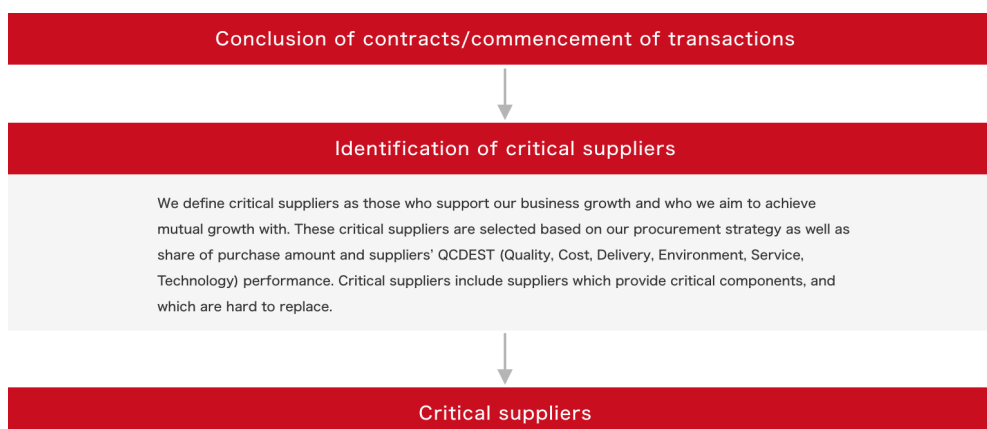 Conclusion of contracts/commencement of transactions
Identification of critical suppliers
We define critical suppliers as those who support our business growth and who we aim to achieve
mutual growth with. These critical suppliers are selected based on our procurement strategy as well as
share of purchase amount and suppliers’ QCDEST (Quality, Cost, Delivery, Environment, Service,
Technology) performance. Critical suppliers include suppliers which provide critical components, and
which are hard to replace.
Critical suppliers